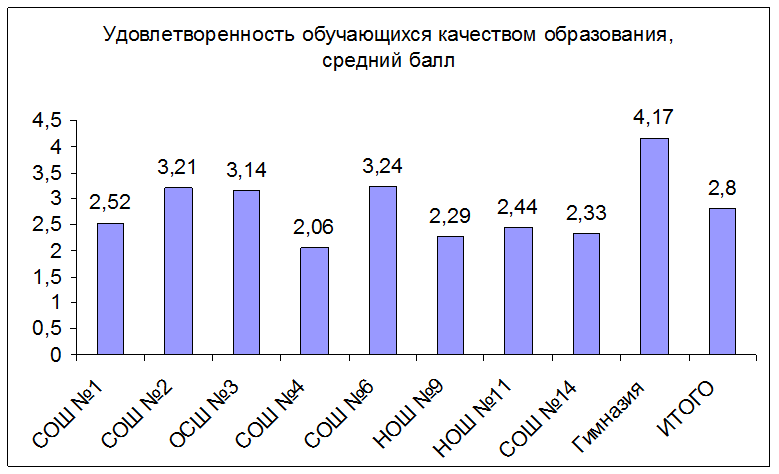 Удовлетворенность обучающихся качеством образования,
средний балл
4,5
4
3,5
3
2,5
2
1,5
1
0,5
0
2,52
3,21
3,14
2,06
3,24
2,29
2,44
2,33
4,17
2,8
СОШ №1
СОШ №2
ОСШ №3
СОШ №4
СОШ №6
НОШ №9
НОШ №11
СОШ №14
Гимназия
ИТОГО